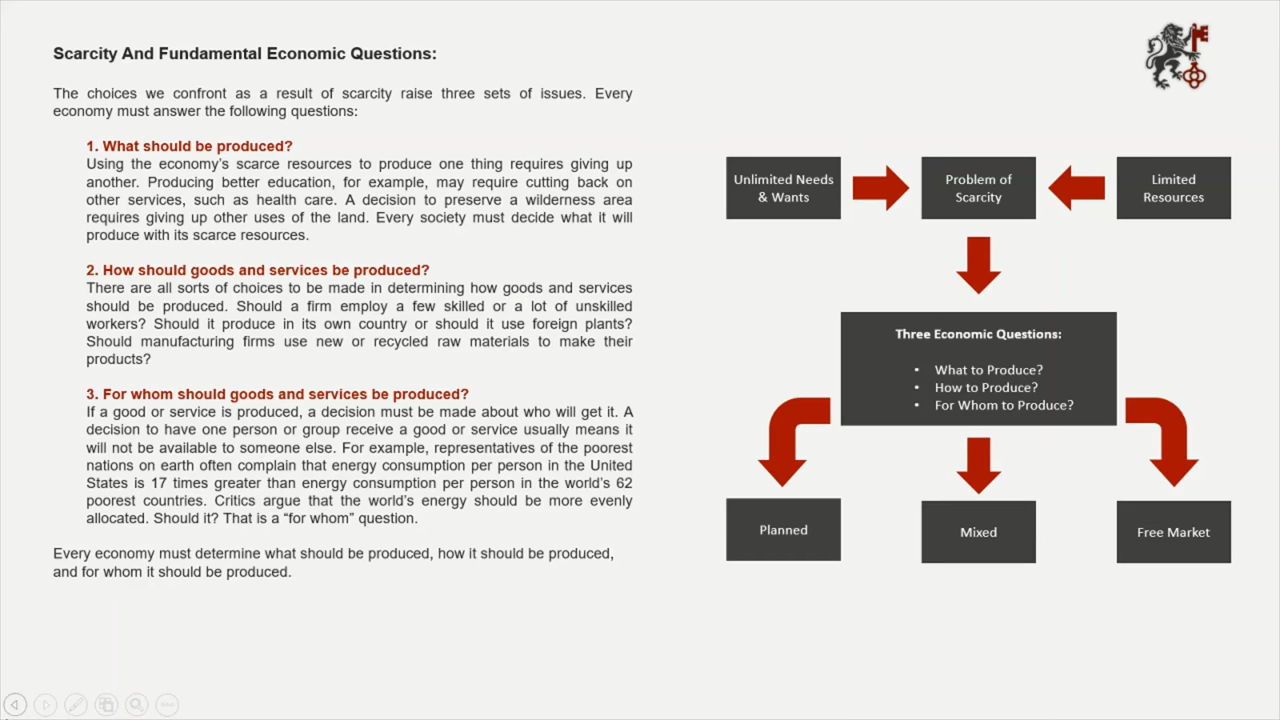 Scarcity And Fundamental Economic Questions:
The choices we confront as a result of scarcity raise three sets of issues. Every
economy must answer the following questions:
1. What should be produced?
Using the economy’s scarce resources to produce one thing requires giving up
another. Producing better education, for example, may require cutting back on
other services, such as health care. A decision to preserve a wilderness area
requires giving up other uses of the land. Every society must decide what it will
produce with its scarce resources.
2. How should goods and services be produced?
There are all sorts of choices to be made in determining how goods and services
should be produced. Should a firm employ a few skilled or a lot of unskilled
workers? Should it produce in its own country or should it use foreign plants?
Should manufacturing firms use new or recycled raw materials to make their
products?
3. For whom should goods and services be produced?
If a good or service is produced, a decision must be made about who will get it. A
decision to have one person or group receive a good or service usually means it
will not be available to someone else. For example, representatives of the poorest
nations on earth often complain that energy consumption per person in the United
States is 17 times greater than energy consumption per person in the world’s 62
poorest countries. Critics argue that the world’s energy should be more evenly
allocated. Should it? That is a “for whom” question.
Every economy must determine what should be produced, how it should be produced,
and for whom it should be produced.
Unlimited Needs
& Wants
Problem of
Scarcity
Limited
Resources
Three Economic Questions:
• What to Produce?
• How to Produce?
• For Whom to Produce?
Planned
Mixed
Free Market